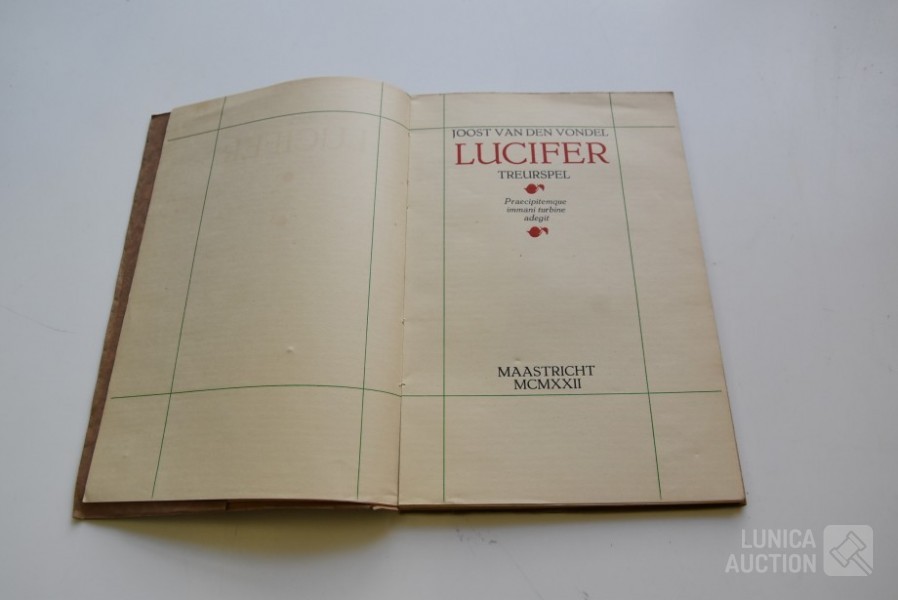 JOOST VAN DEN VONDEL
LUCIFER
TREURSPEL
Praecipitemque
immani turbine
adegit
MAASTRICHT
MCMXXII
LUNICA
AUCTION